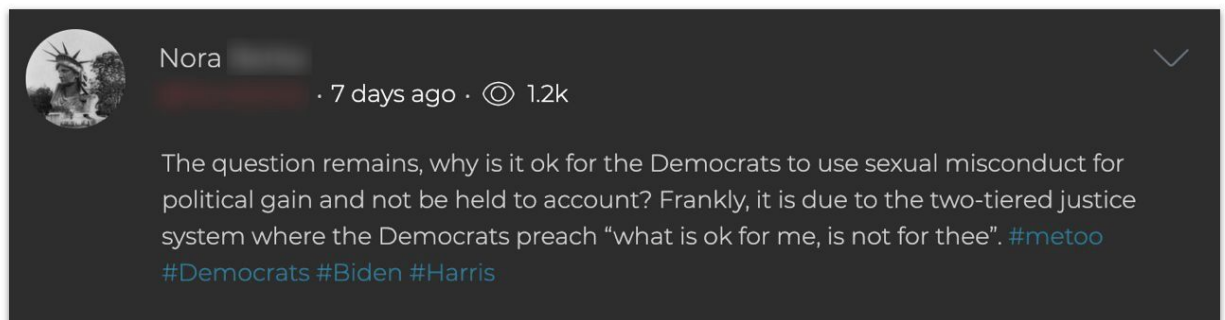 Nora
· 7 days ago · 1.2k
The question remains, why is it ok for the Democrats to use sexual misconduct for
political gain and not be held to account? Frankly, it is due to the two-tiered justice
system where the Democrats preach “what is ok for me, is not for thee”. #metoo
#Democrats #Biden #Harris